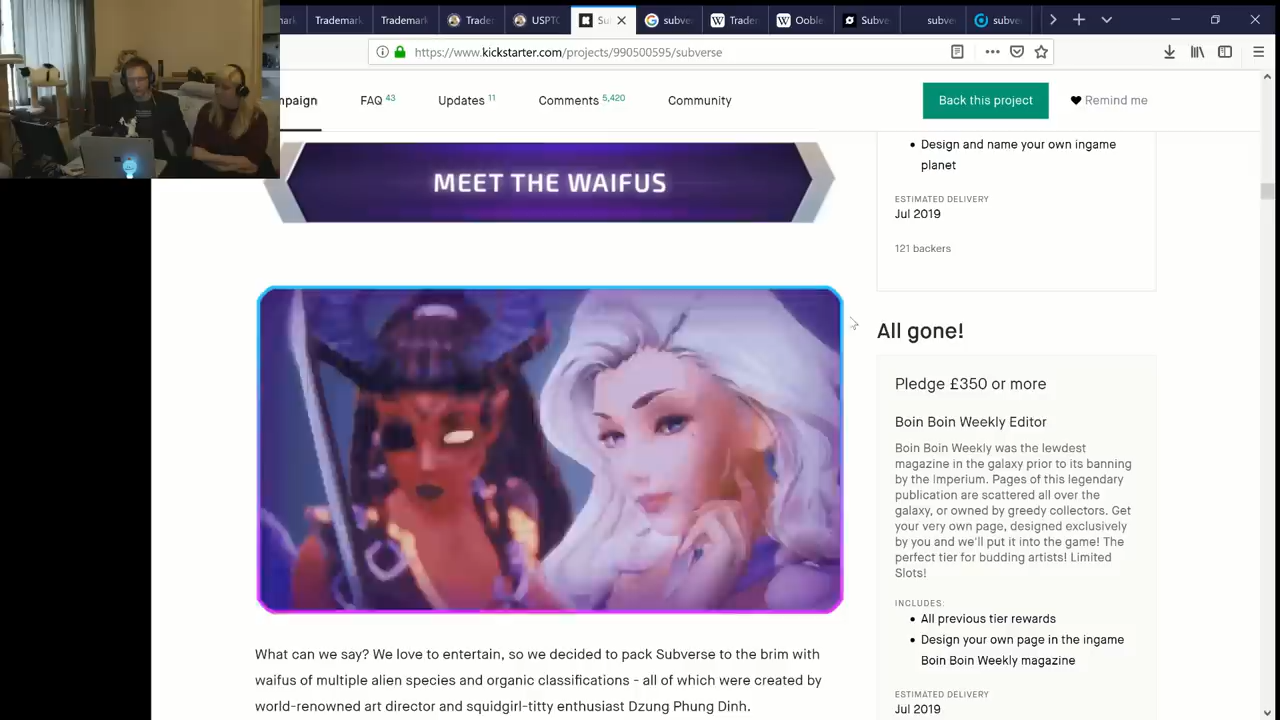 mark
Trademark
Trademark
Trader
USPTO
Su
subve
Trader
Ooble
Subve
subve
subve
https://www.kickstarter.com/projects/990500595/subverse
mpaign
FAQ 43
Updates 11
Comments 5,420
Community
Back this project
Remind me
MEET THE WAIFUS
What can we say? We love to entertain, so we decided to pack Subverse to the brim with
waifus of multiple alien species and organic classifications - all of which were created by
world-renowned art director and squidgirl-titty enthusiast Dzung Phung Dinh.
Design and name your own ingame
planet
ESTIMATED DELIVERY
Jul 2019
121 backers
All gone!
Pledge £350 or more
Boin Boin Weekly Editor
Boin Boin Weekly was the lewdest
magazine in the galaxy prior to its banning
by the Imperium. Pages of this legendary
publication are scattered all over the
galaxy, or owned by greedy collectors. Get
your very own page, designed exclusively
by you and we'll put it into the game! The
perfect tier for budding artists! Limited
Slots!
INCLUDES:
All previous tier rewards
Design your own page in the ingame
Boin Boin Weekly magazine
ESTIMATED DELIVERY
Jul 2019